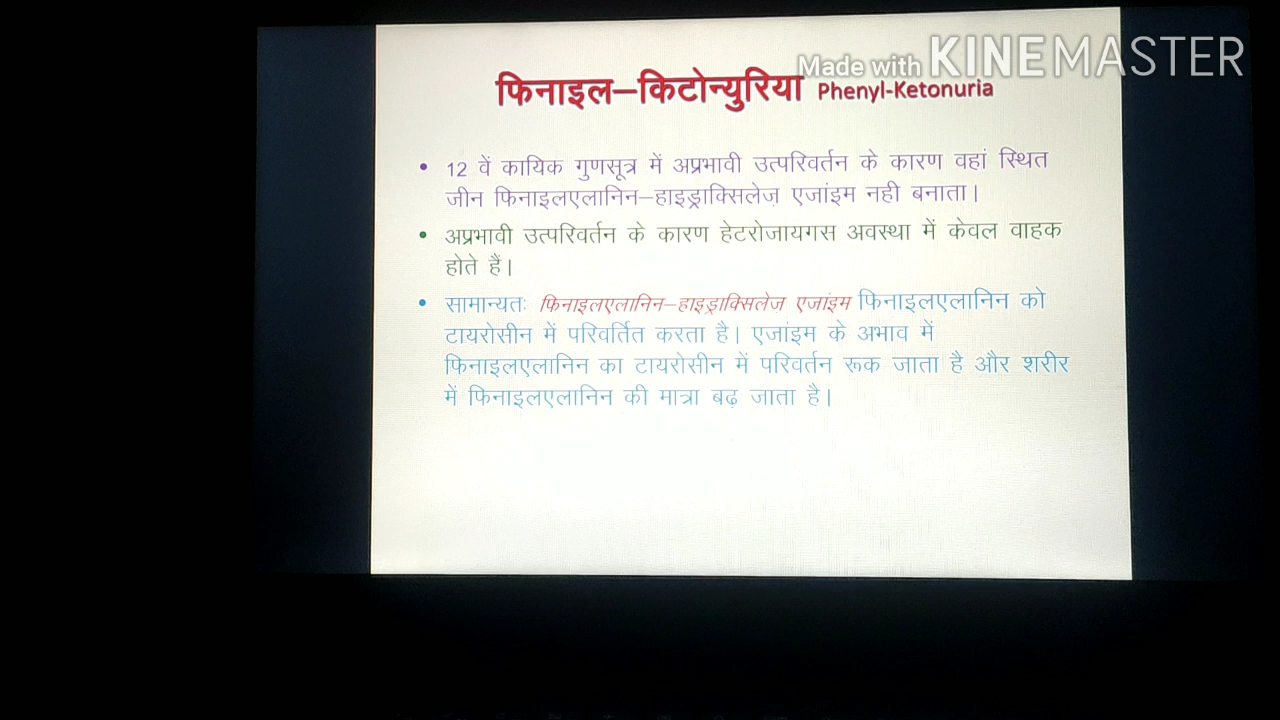 Made with KINEMASTER
फिनाइल–किटोन्युरिया Phenyl-Ketonuria
• 12 वें कायिक गुणसूत्र में अप्रभावी उत्परिवर्तन के कारण वहां स्थित
जीन फिनाइलएलानिन–हाइड्राक्सिलेज़ एजांइम नही बनाता।
• अप्रभावी उत्परिवर्तन के कारण हेटरोजायगस अवस्था में केवल वाहक
होते हैं।
• सामान्यतः फिनाइलएलानिन–हाइड्राक्सिलेज़ एजांइम फिनाइलएलानिन को
टायरोसीन में परिवर्तित करता है। एजांइम के अभाव में
फिनाइलएलानिन का टायरोसीन में परिवर्तन रूक जाता है और शरीर
में फिनाइलएलानिन की मात्रा बढ़ जाता है।